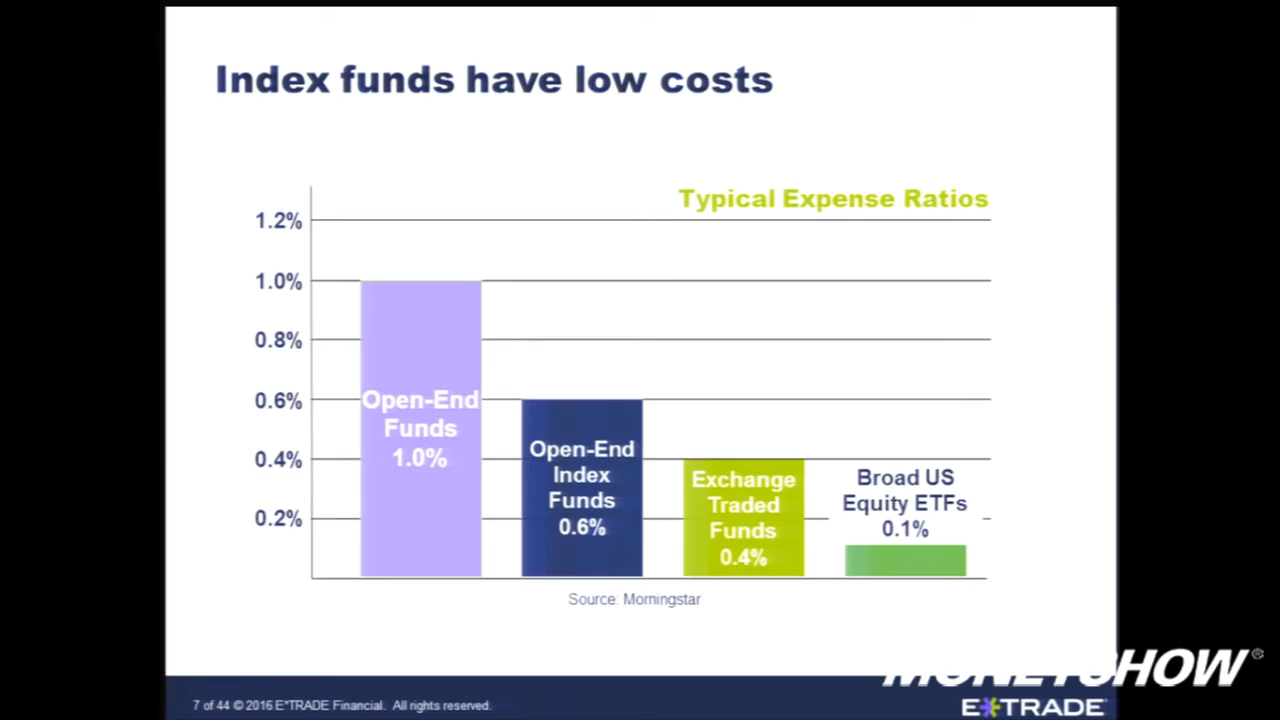 Index funds have low costs
Typical Expense Ratios
1.2%
1.0%
0.8%
0.6%
0.4%
0.2%
Open-End
Funds
1.0%
Open-End
Index
Funds
0.6%
Exchange
Traded
Funds
0.4%
Broad US
Equity ETFs
0.1%
Source: Morningstar
MONEYSHOW®
7 of 44 © 2016 E*TRADE Financial. All rights reserved.
E*TRADE